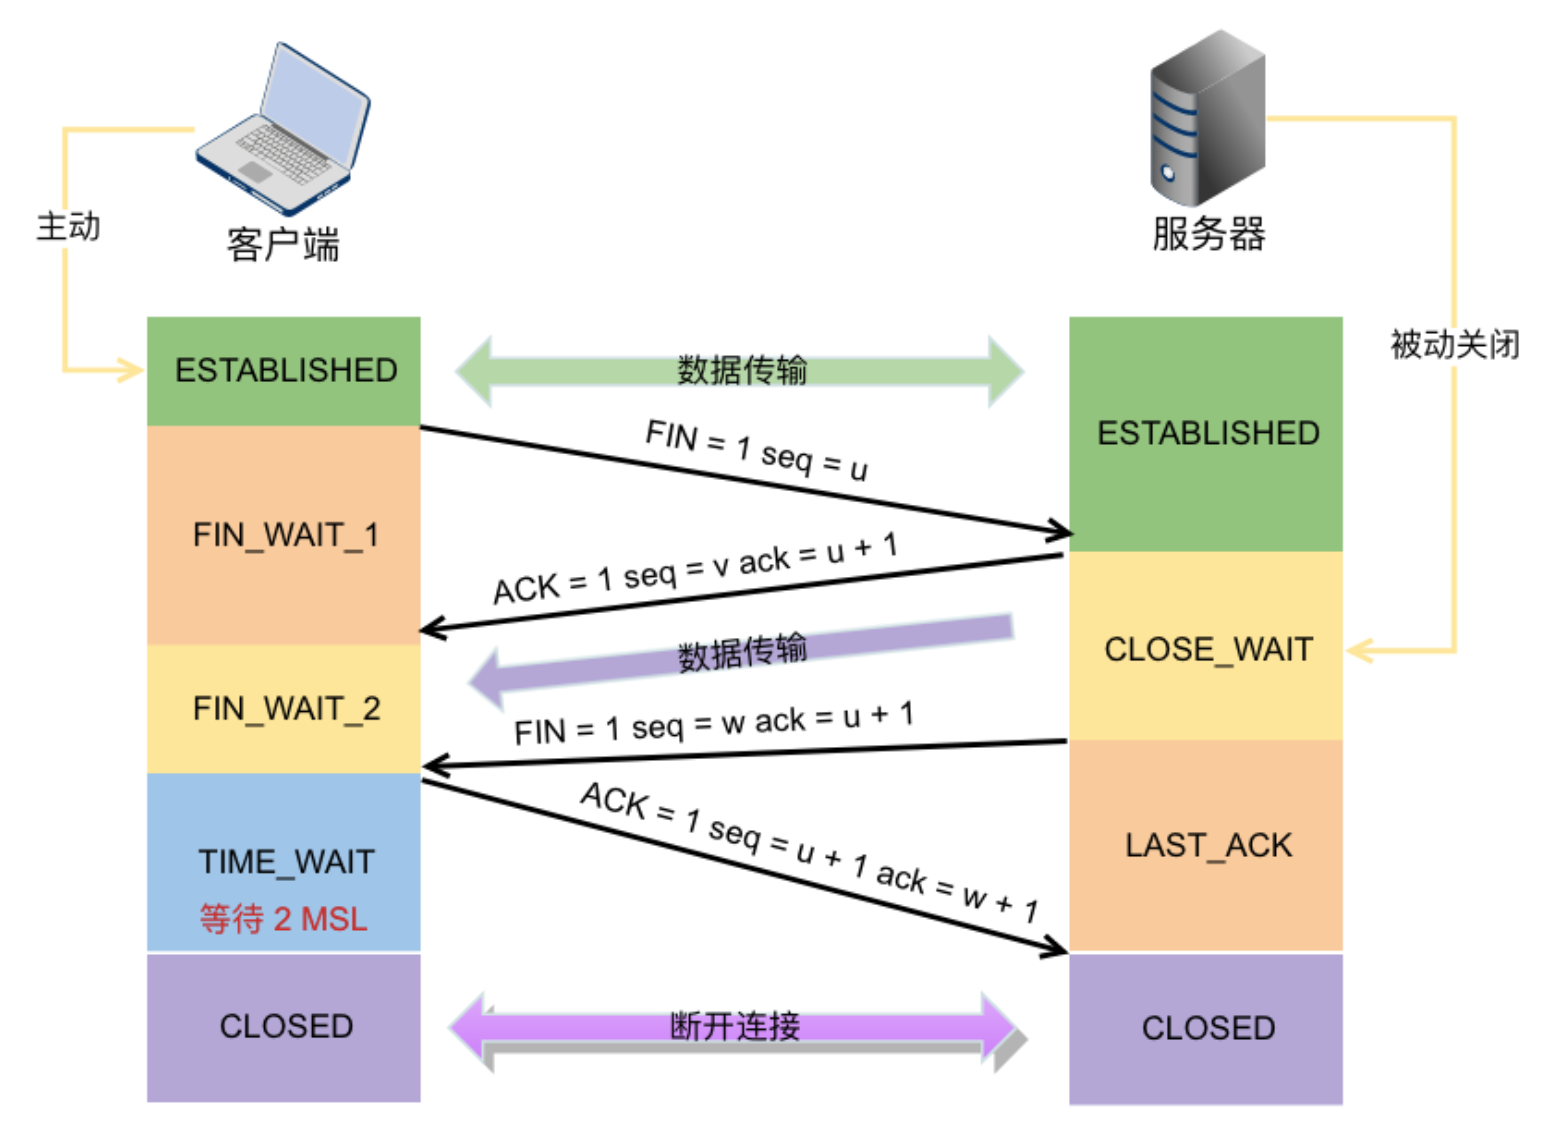 客户端
服务器
主动
被动关闭
ESTABLISHED
数据传输
ESTABLISHED
FIN = 1 seq = u
FIN_WAIT_1
ACK = 1 seq = v ack = u + 1
数据传输
CLOSE_WAIT
FIN_WAIT_2
FIN = 1 seq = w ack = u + 1
ACK = 1 seq = u + 1 ack = w + 1
TIME_WAIT
等待 2 MSL
LAST_ACK
CLOSED
断开连接
CLOSED